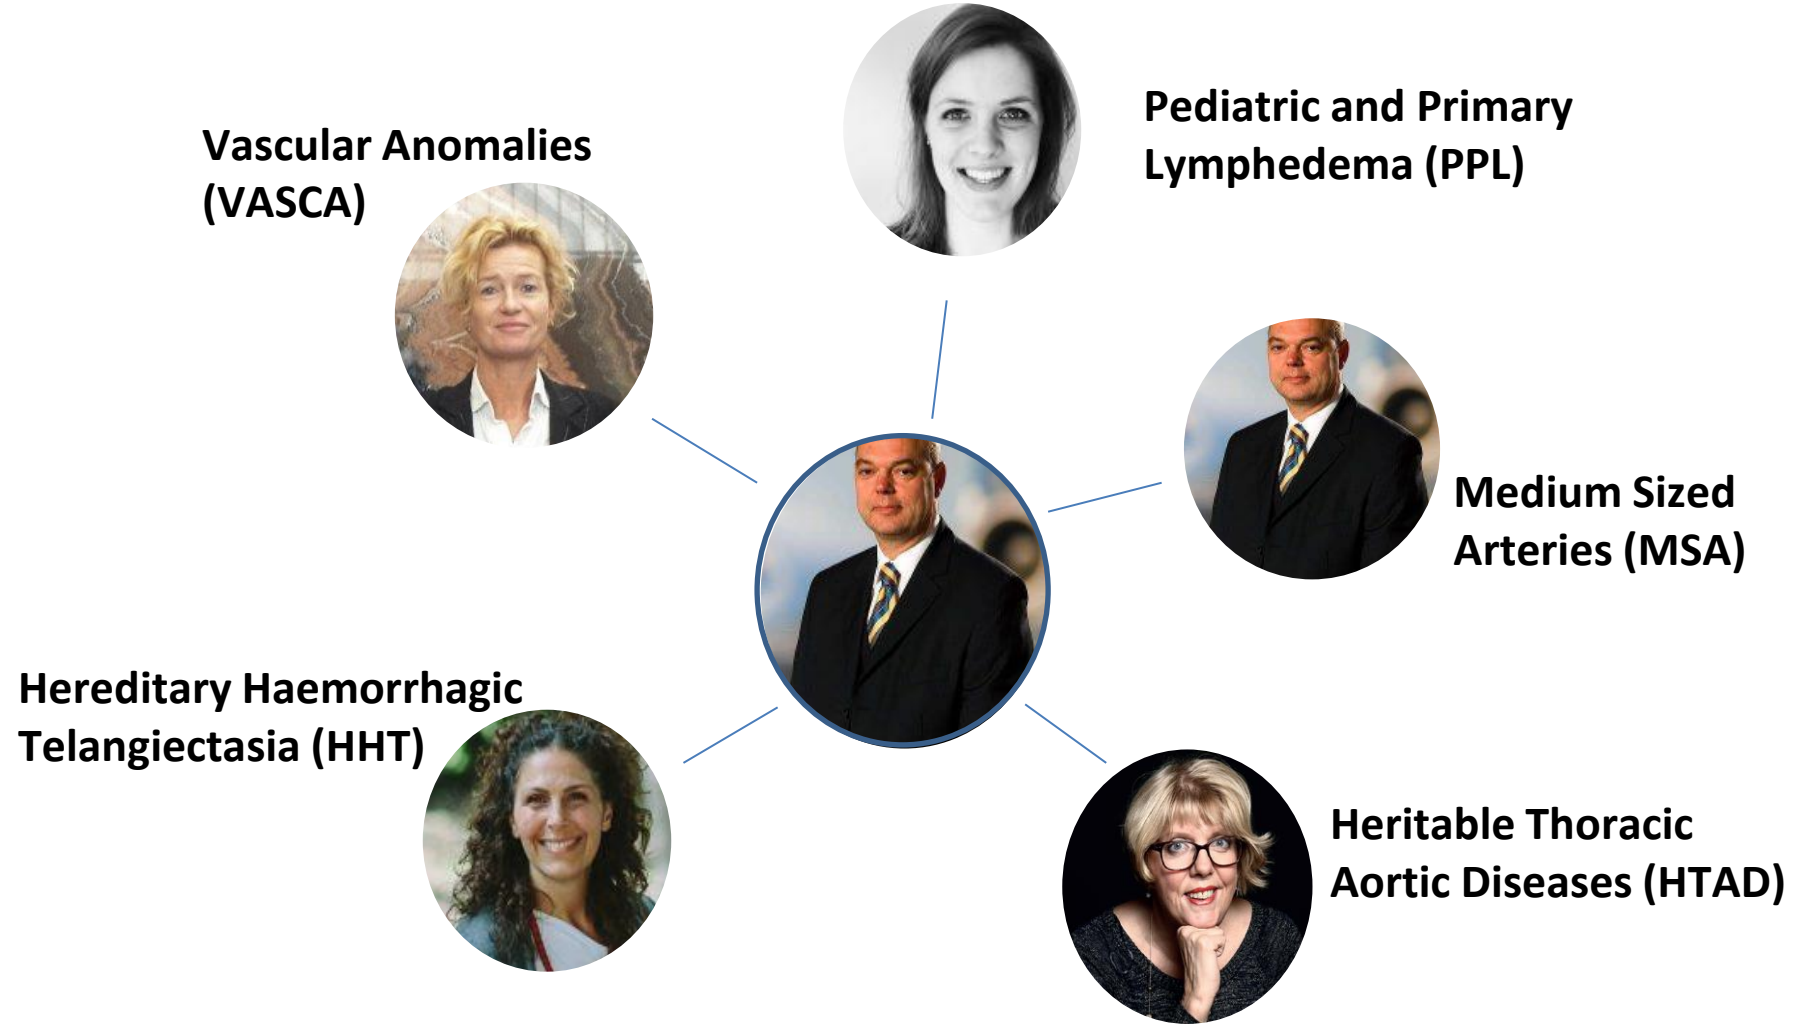 Vascular Anomalies
(VASCA)
Pediatric and Primary
Lymphedema (PPL)
Medium Sized
Arteries (MSA)
Hereditary Haemorrhagic
Telangiectasia (HHT)
Heritable Thoracic
Aortic Diseases (HTAD)